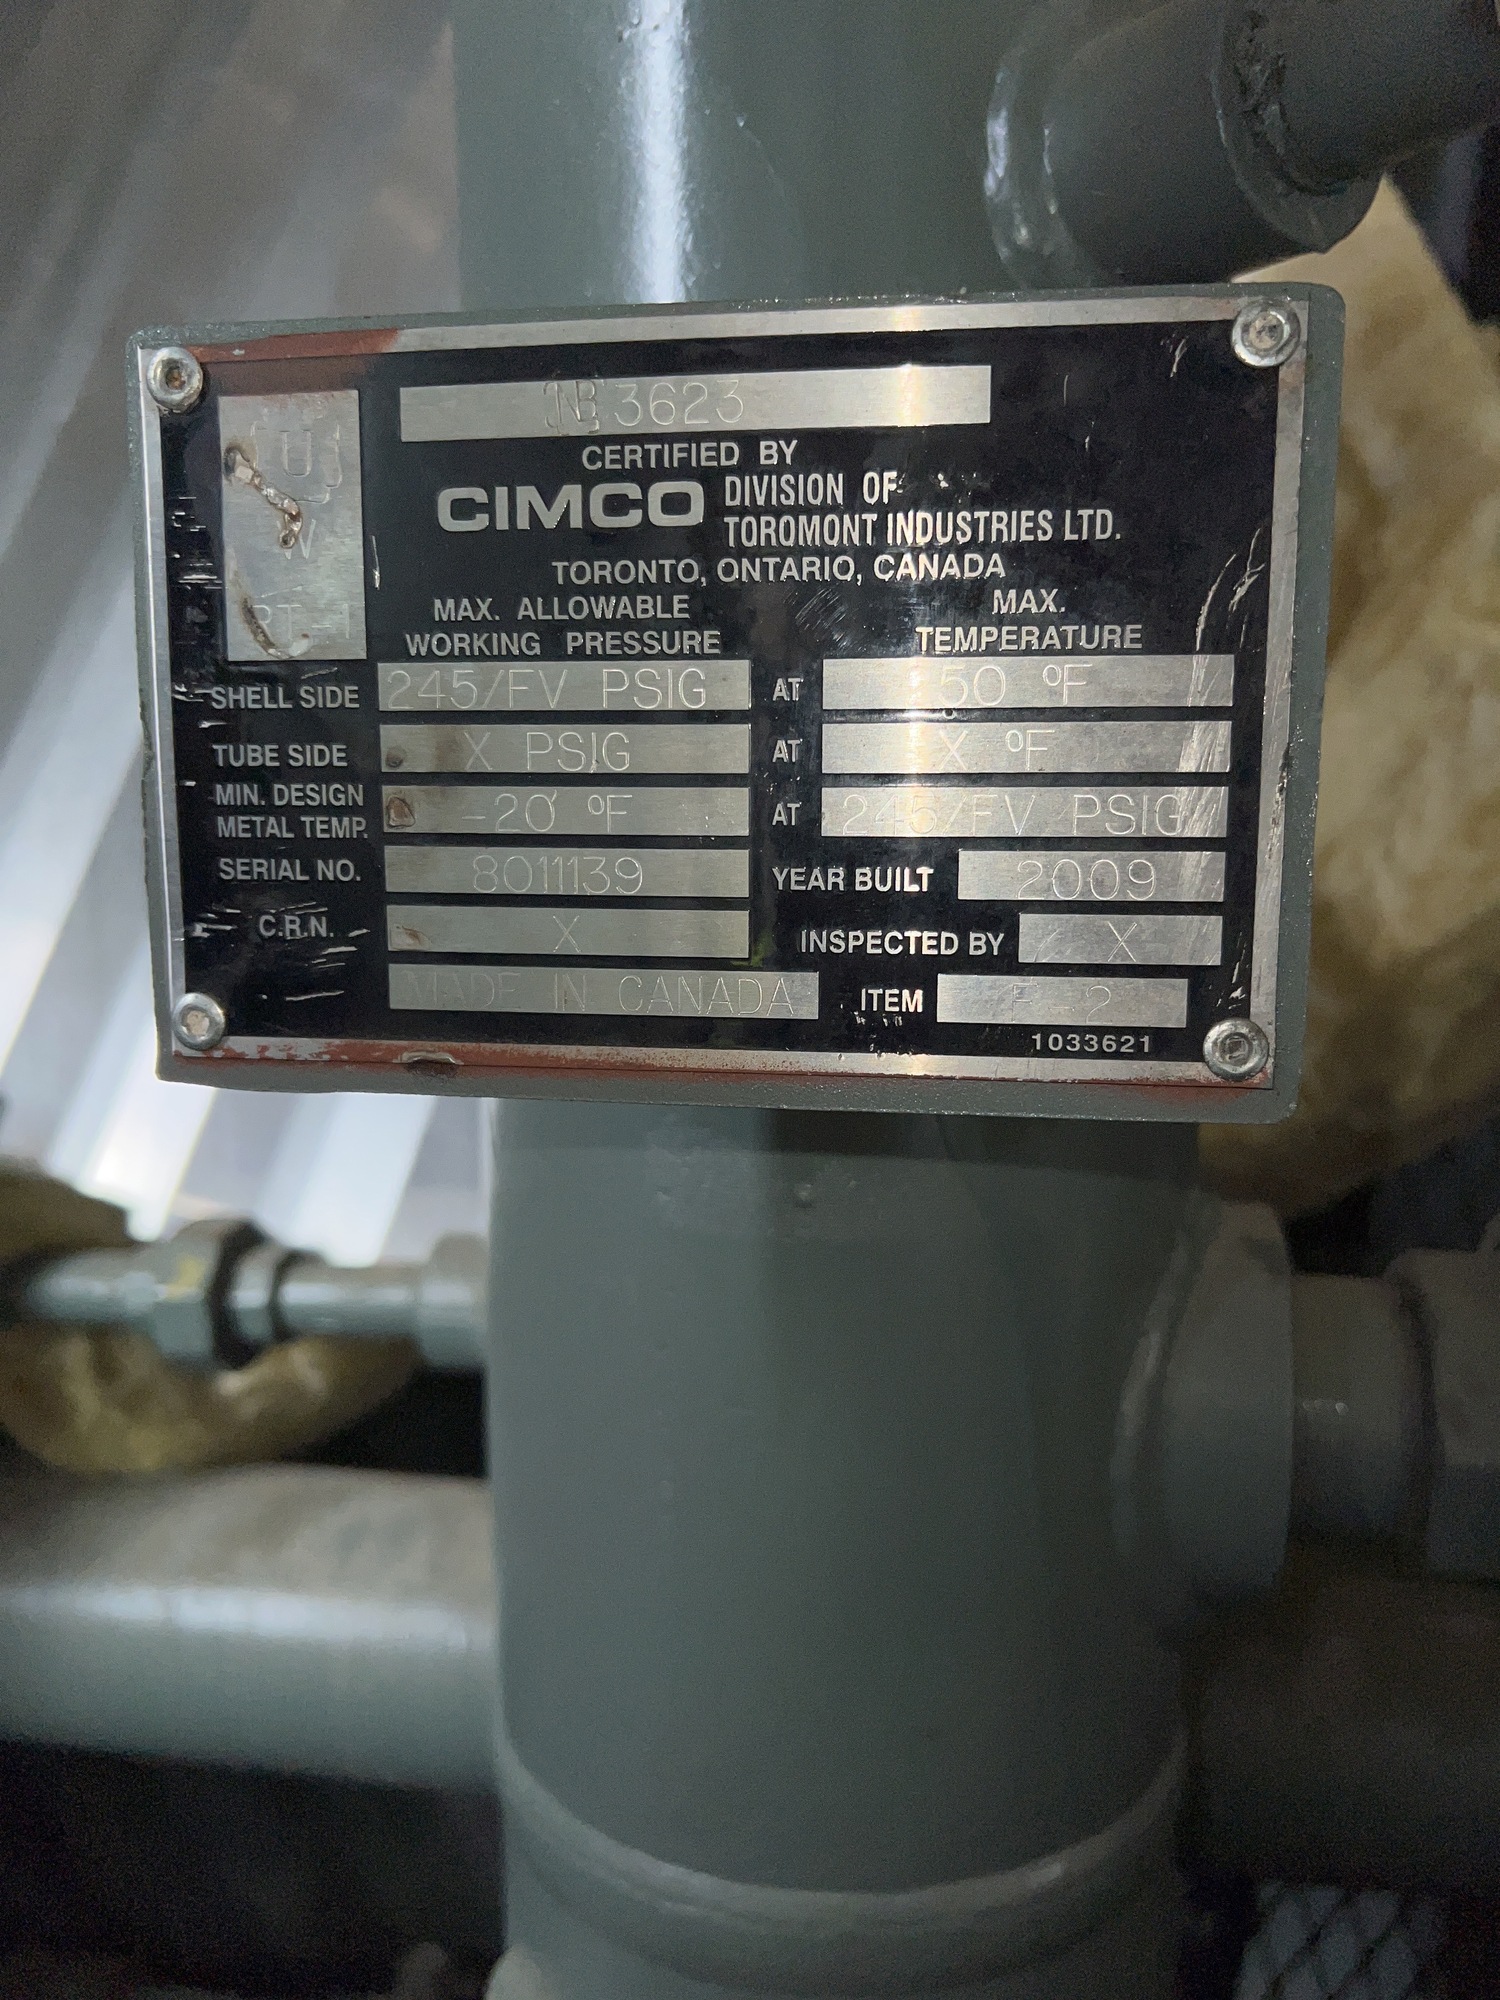 NB 3623
U
W
RT-1
CERTIFIED BY
CIMCO DIVISION OF
TOROMONT INDUSTRIES LTD.
TORONTO, ONTARIO, CANADA
MAX. ALLOWABLE
WORKING PRESSURE
MAX.
TEMPERATURE
SHELL SIDE 245/FV PSIG AT 50 °F
TUBE SIDE X PSIG AT X °F
MIN. DESIGN
METAL TEMP. -20 °F AT 245/FV PSIG
SERIAL NO. 8011139 YEAR BUILT 2009
C.R.N. X INSPECTED BY X
MADE IN CANADA ITEM
1033621